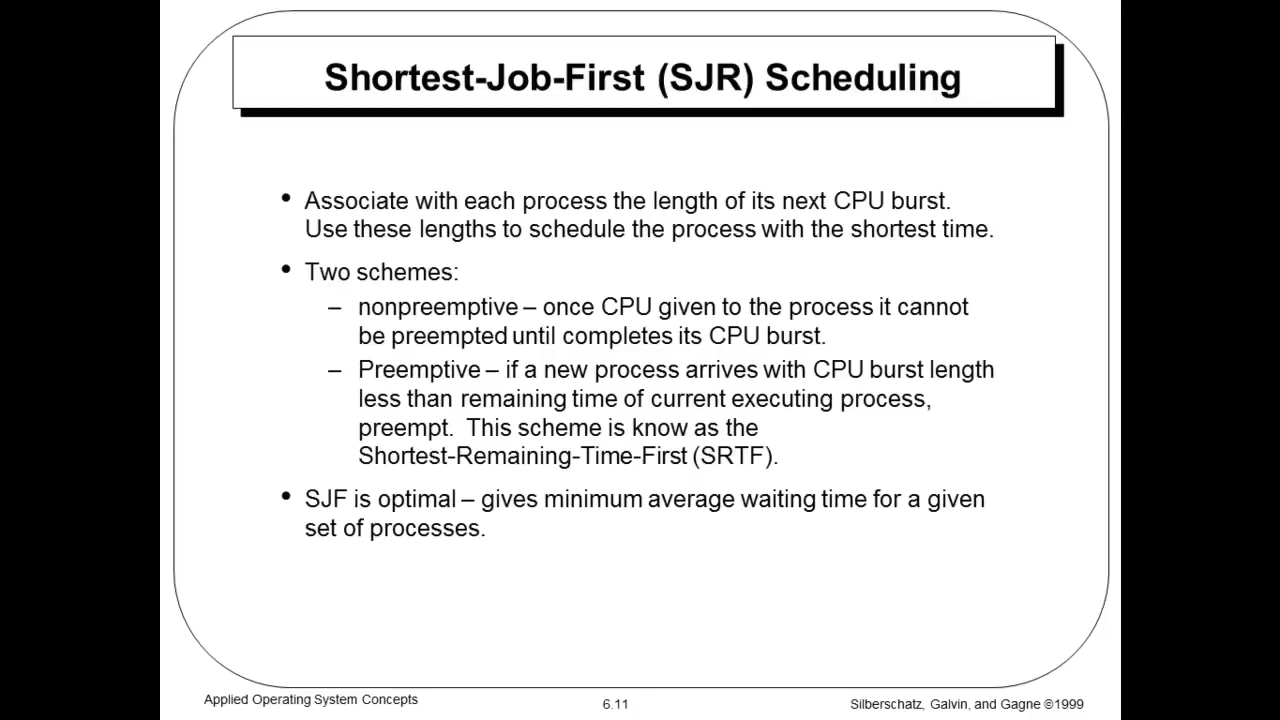 Shortest-Job-First (SJR) Scheduling
• Associate with each process the length of its next CPU burst.
Use these lengths to schedule the process with the shortest time.
• Two schemes:
– nonpreemptive – once CPU given to the process it cannot
be preempted until completes its CPU burst.
– Preemptive – if a new process arrives with CPU burst length
less than remaining time of current executing process,
preempt. This scheme is know as the
Shortest-Remaining-Time-First (SRTF).
• SJF is optimal – gives minimum average waiting time for a given
set of processes.
Applied Operating System Concepts
6.11
Silberschatz, Galvin, and Gagne ©1999